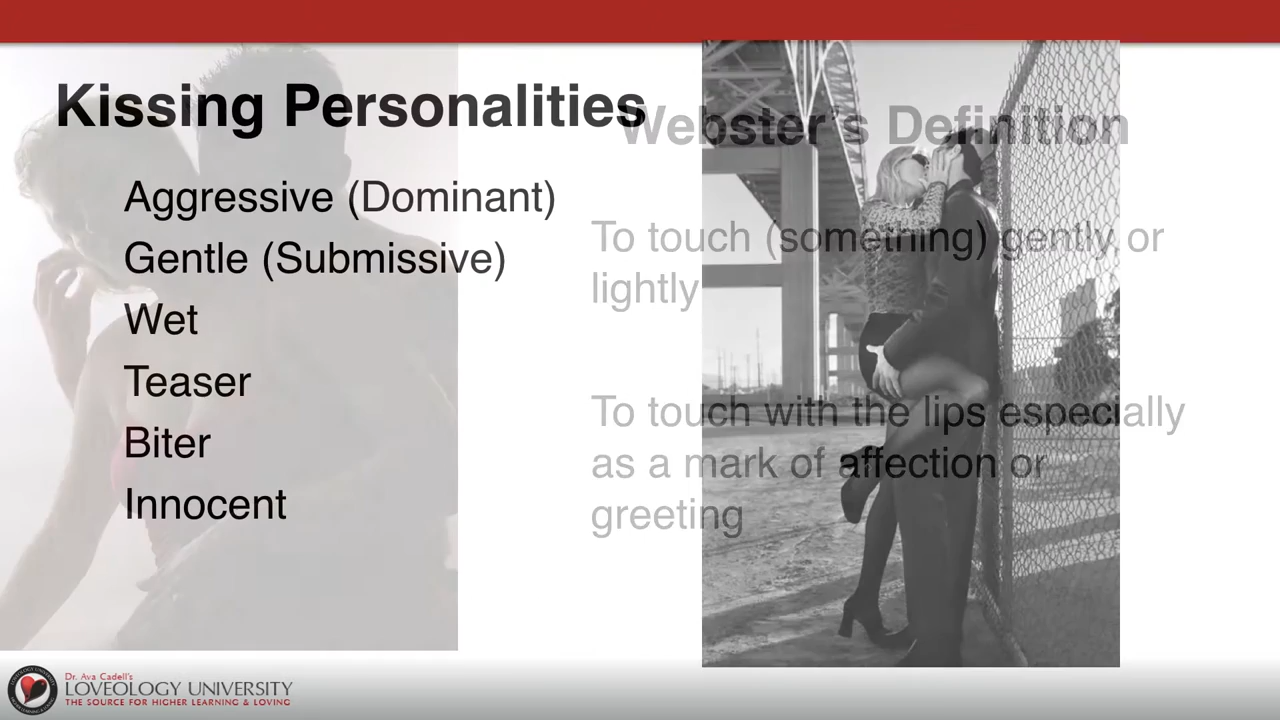 Kissing Personalities
Aggressive (Dominant)
Gentle (Submissive)
Wet
Teaser
Biter
Innocent
Webster's Definition
To touch (something) gently or
lightly
To touch with the lips especially
as a mark of affection or
greeting
Dr. Ava Cadell's
LOVEOLOGY UNIVERSITY
THE SOURCE FOR HIGHER LEARNING & LOVING